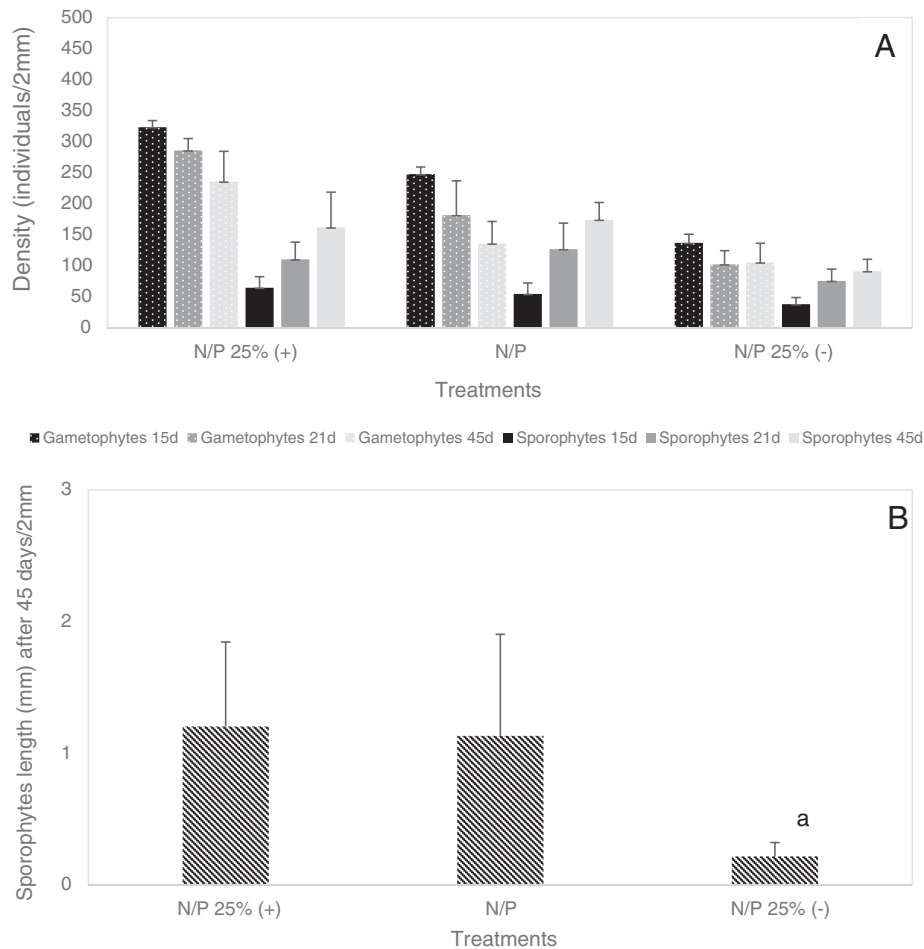 500
450
400
350
300
250
200
150
100
50
0
Density (individuals/2mm)
A
N/P 25% (+) N/P N/P 25% (-)
Treatments
Gametophytes 15d Gametophytes 21d Gametophytes 45d Sporophytes 15d Sporophytes 21d Sporophytes 45d
3
2
1
0
Sporophytes length (mm) after 45 days/2mm
B
a
N/P 25% (+) N/P N/P 25% (-)
Treatments